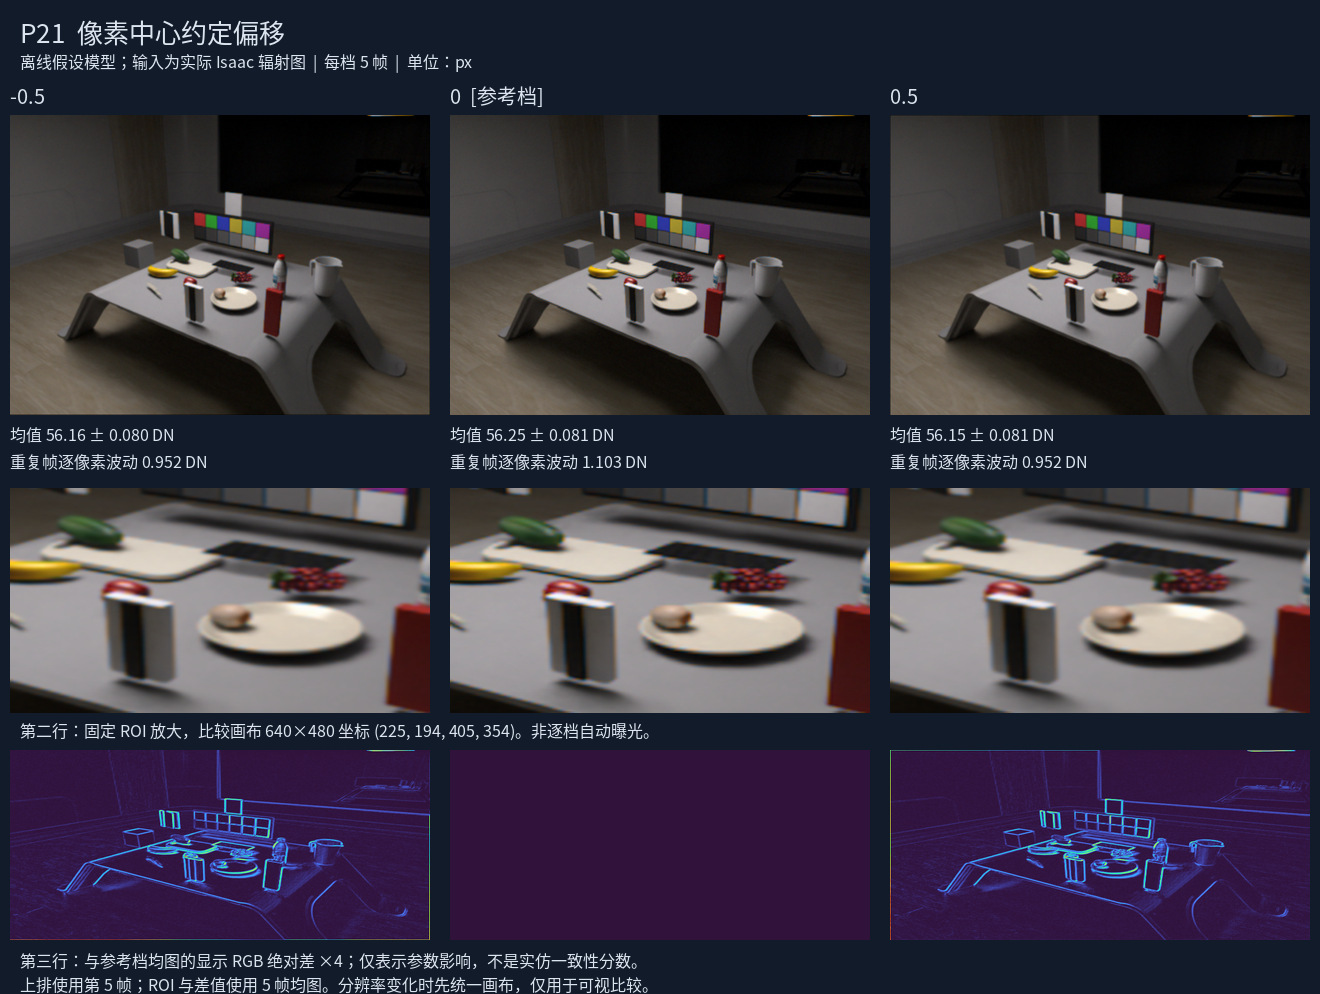 P21 像素中心约定偏移
离线假设模型；输入为实际 Isaac 辐射图 | 每档 5 帧 | 单位：px
-0.5
0 [参考档]
0.5
均值 56.16 ± 0.080 DN
重复帧逐像素波动 0.952 DN
均值 56.25 ± 0.081 DN
重复帧逐像素波动 1.103 DN
均值 56.15 ± 0.081 DN
重复帧逐像素波动 0.952 DN
第二行：固定 ROI 放大，比较画布 640×480 坐标 (225, 194, 405, 354)。非逐档自动曝光。
第三行：与参考档均图的显示 RGB 绝对差 ×4；仅表示参数影响，不是实仿一致性分数。
上排使用第 5 帧；ROI 与差值使用 5 帧均图。分辨率变化时先统一画布，仅用于可视比较。